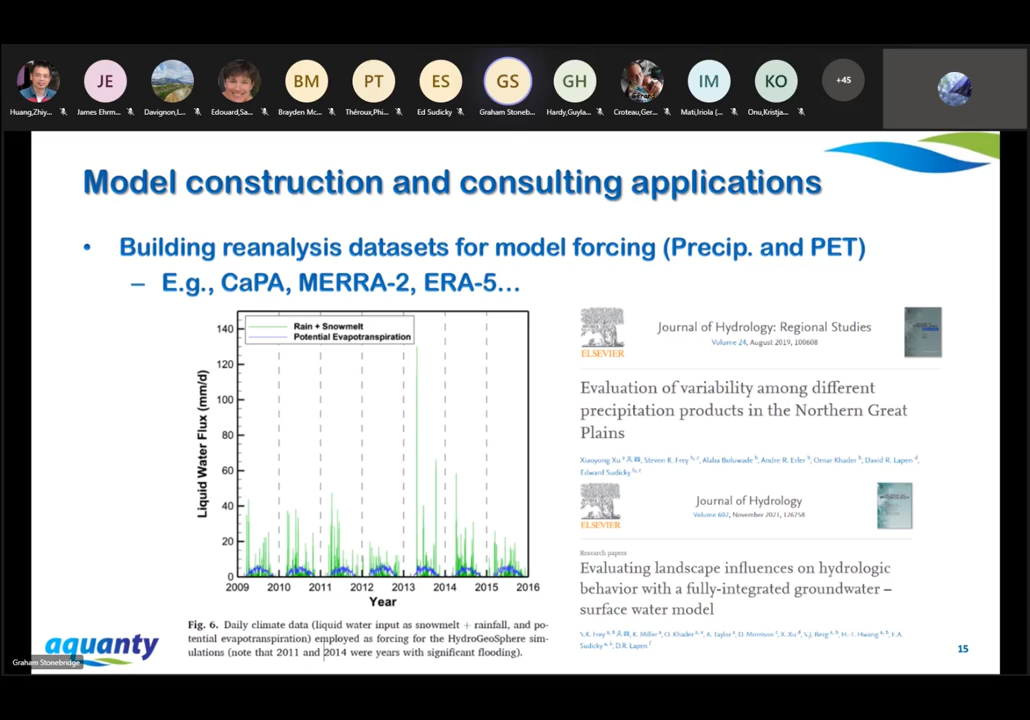 JE
BM
PT
ES
GS
GH
IM
KO
+45
Huang,Zhiy...
James Ehrm...
Davignon,L...
Edouard,Sa...
Brayden Mc...
Théroux,Phi...
Ed Sudicky
Graham Stoneb...
Hardy,Guyla...
Croteau,Ger...
Mati,Iriola (...
Onu,Kristja...
Model construction and consulting applications
• Building reanalysis datasets for model forcing (Precip. and PET)
– E.g., CaPA, MERRA-2, ERA-5…
Rain + Snowmelt
Potential Evapotranspiration
Liquid Water Flux (mm/d)
140
120
100
80
60
40
20
0
2009 2010 2011 2012 2013 2014 2015 2016
Year
Fig. 6. Daily climate data (liquid water input as snowmelt + rainfall, and po-
tential evapotranspiration) employed as forcing for the HydroGeoSphere sim-
ulations (note that 2011 and 2014 were years with significant flooding).
ELSEVIER
Journal of Hydrology: Regional Studies
Volume 24, August 2019, 100608
Evaluation of variability among different
precipitation products in the Northern Great
Plains
Xiaoyong Xu, Steven K. Frey, Alaba Boluwade, Andre R. Erler, Omar Khader, David R. Lapen,
Edward Sudicky
ELSEVIER
Journal of Hydrology
Volume 602, November 2021, 126758
Research papers
Evaluating landscape influences on hydrologic
behavior with a fully-integrated groundwater –
surface water model
S.K. Frey, K. Miller, O. Khader, A. Taylor, D. Morrison, X. Xu, S.J. Berg, H.-T. Hwang, E.A.
Sudicky, D.R. Lapen
aquanty
Graham Stonebridge
15